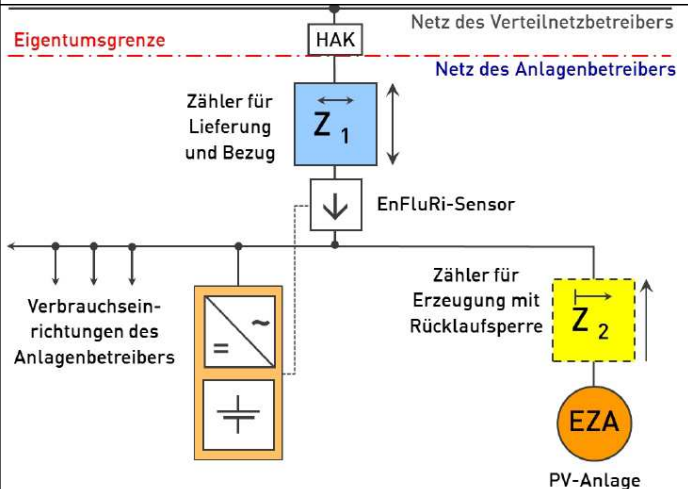 Netz des Verteilnetzbetreibers
Eigentumsgrenze
HAK
Netz des Anlagenbetreibers
Zähler für
Lieferung
und Bezug
Z 1
EnFluRi-Sensor
Verbrauchsein-
richtungen des
Anlagenbetreibers
~
=
Zähler für
Erzeugung mit
Rücklaufsperre
Z 2
EZA
PV-Anlage